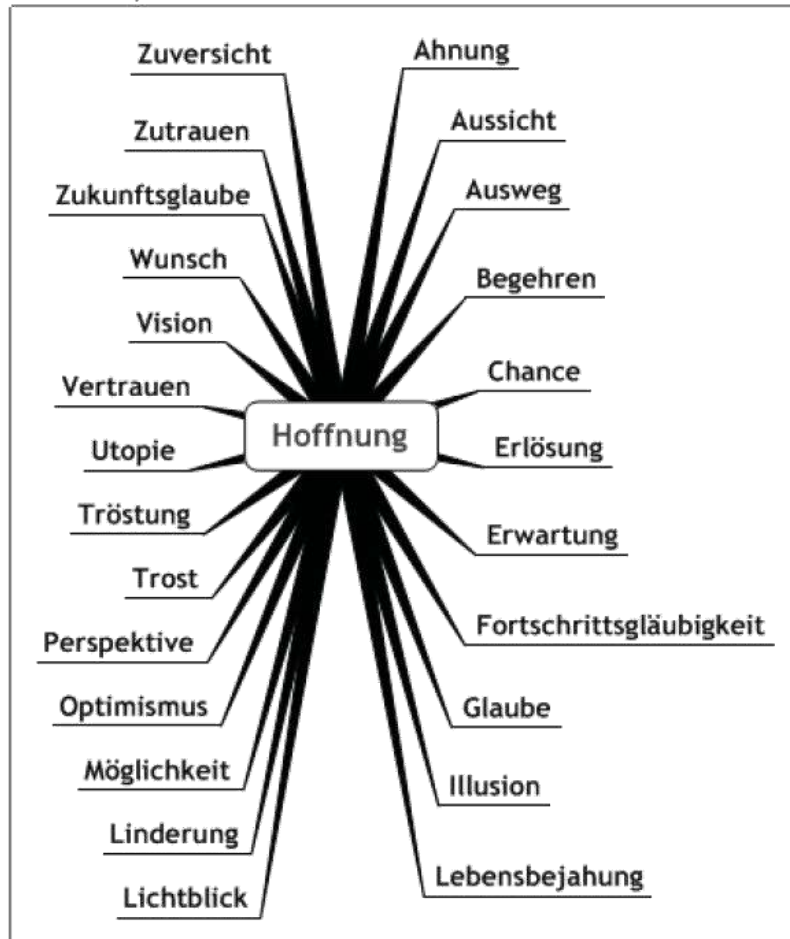 Zuversicht
Zutrauen
Zukunftsglaube
Wunsch
Vision
Vertrauen
Utopie
Tröstung
Trost
Perspektive
Optimismus
Möglichkeit
Linderung
Lichtblick
Hoffnung
Ahnung
Aussicht
Ausweg
Begehren
Chance
Erlösung
Erwartung
Fortschrittsgläubigkeit
Glaube
Illusion
Lebensbejahung